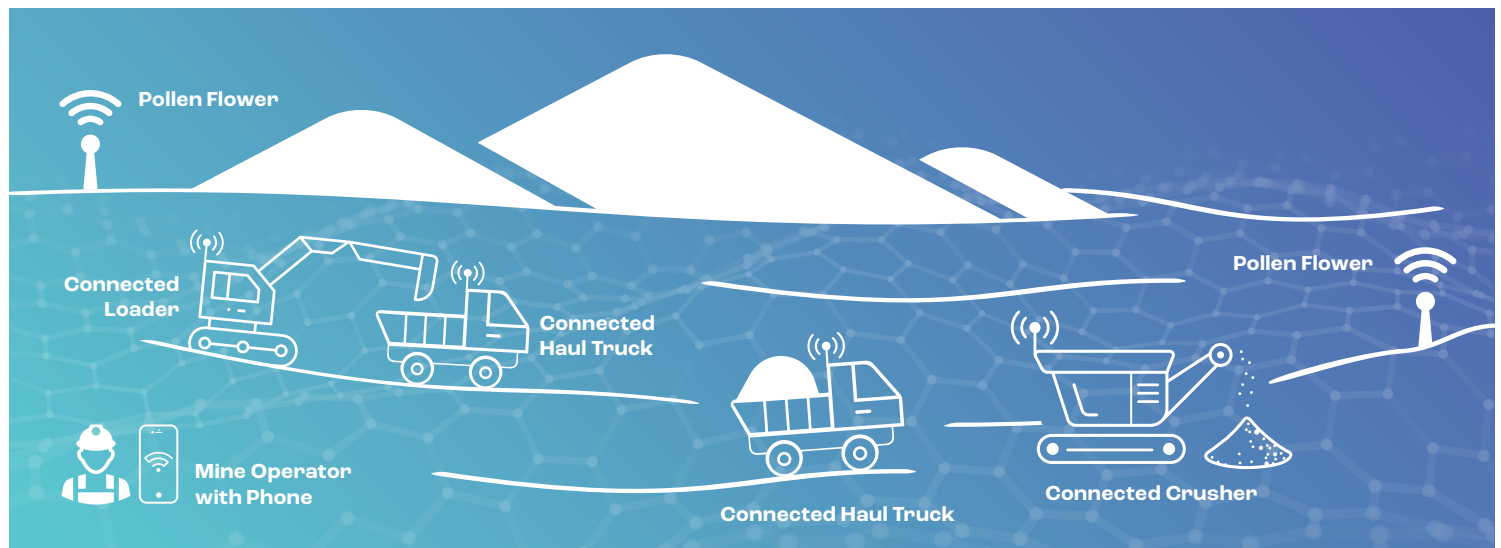 Pollen Flower
Pollen Flower
Connected
Loader
Connected
Haul Truck
Mine Operator
with Phone
Connected Crusher
Connected Haul Truck